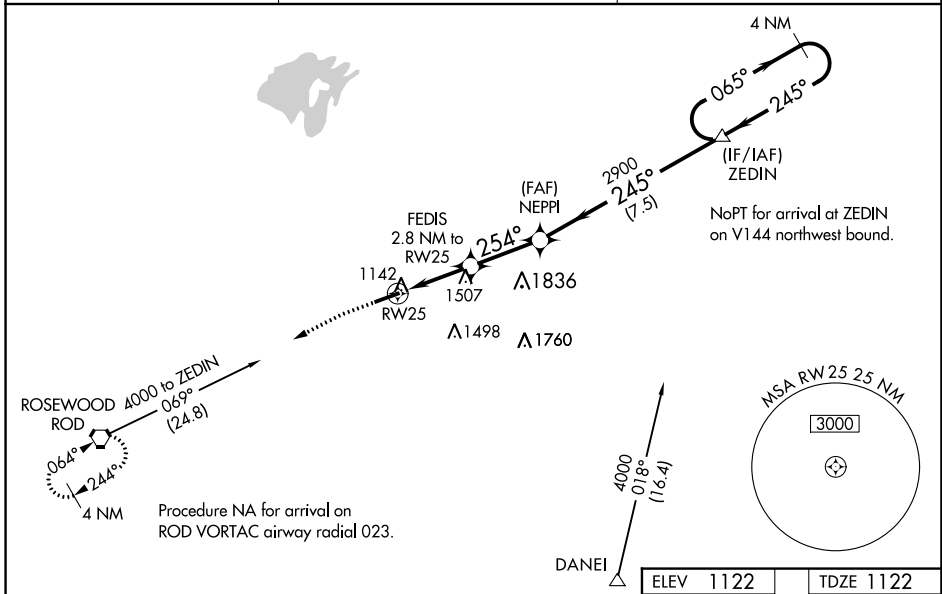 4 NM
065°
245°
(IF/IAF)
ZEDIN
2900
245°
(7.5)
NoPT for arrival at ZEDIN
on V144 northwest bound.
(FAF)
NEPPI
FEDIS
2.8 NM to
RW25
254°
1142
1507
1836
RW25
1498
1760
4000 to ZEDIN
069°
(24.8)
ROSEWOOD
ROD
064°
244°
4 NM
Procedure NA for arrival on
ROD VORTAC airway radial 023.
4000
018°
(16.4)
DANEI
MSA RW25 25 NM
3000
ELEV 1122
TDZE 1122